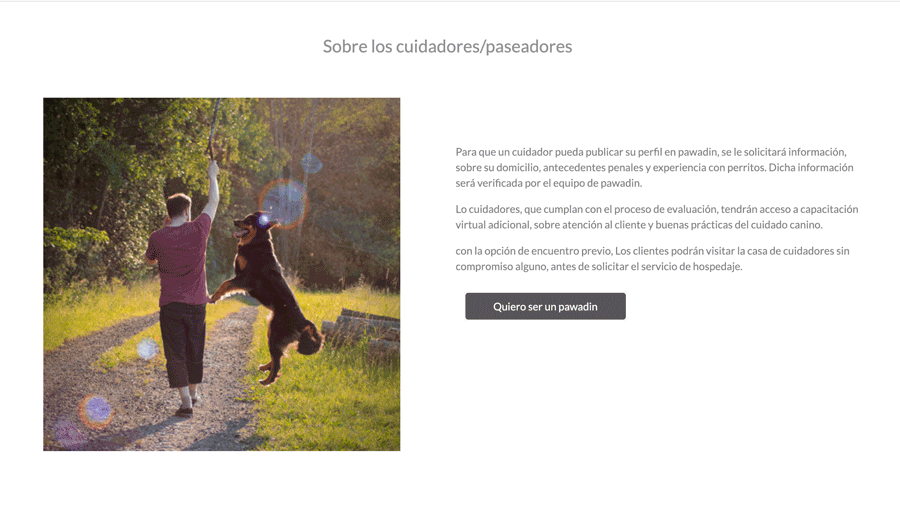 Sobre los cuidadores/paseadores
Para que un cuidador pueda publicar su perfil en pawadin, se le solicitará información,
sobre su domicilio, antecedentes penales y experiencia con perritos. Dicha información
será verificada por el equipo de pawadin.
Lo cuidadores, que cumplan con el proceso de evaluación, tendrán acceso a capacitación
virtual adicional, sobre atención al cliente y buenas prácticas del cuidado canino.
con la opción de encuentro previo, Los clientes podrán visitar la casa de cuidadores sin
compromiso alguno, antes de solicitar el servicio de hospedaje.
Quiero ser un pawadin